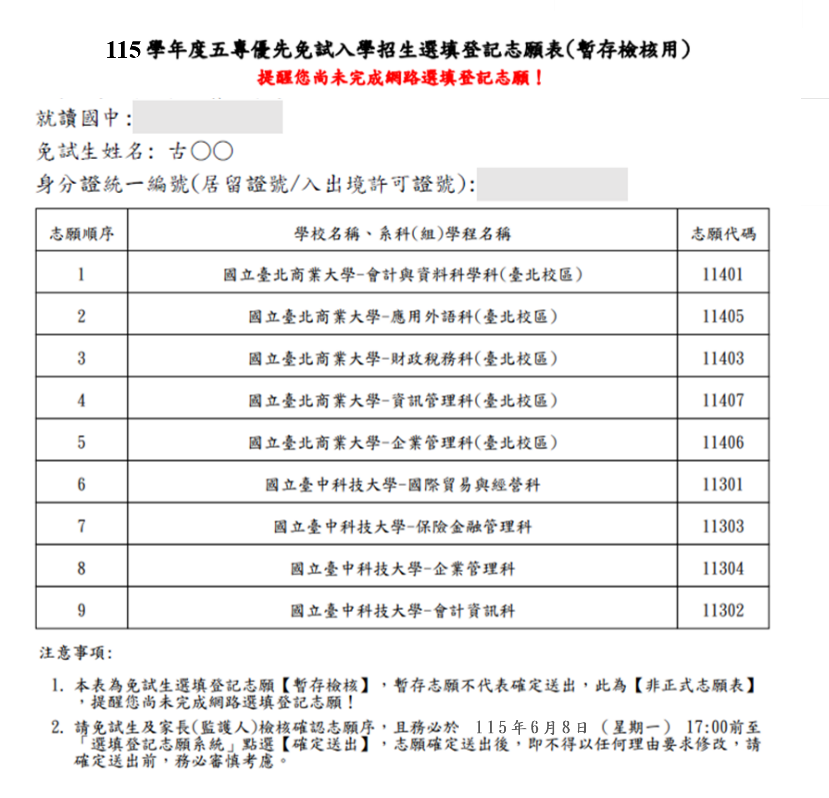 115學年度五專優先免試入學招生選填登記志願表(暫存檢核用)
提醒您尚未完成網路選填登記志願！
就讀國中:
免試生姓名: 古〇〇
身分證統一編號(居留證號/入出境許可證號):
志願順序 學校名稱、系科(組)學程名稱 志願代碼
1 國立臺北商業大學-會計與資料科學科(臺北校區) 11401
2 國立臺北商業大學-應用外語科(臺北校區) 11405
3 國立臺北商業大學-財政稅務科(臺北校區) 11403
4 國立臺北商業大學-資訊管理科(臺北校區) 11407
5 國立臺北商業大學-企業管理科(臺北校區) 11406
6 國立臺中科技大學-國際貿易與經營科 11301
7 國立臺中科技大學-保險金融管理科 11303
8 國立臺中科技大學-企業管理科 11304
9 國立臺中科技大學-會計資訊科 11302
注意事項:
1. 本表為免試生選填登記志願【暫存檢核】，暫存志願不代表確定送出，此為【非正式志願表】
，提醒您尚未完成網路選填登記志願！
2. 請免試生及家長(監護人)檢核確認志願序，且務必於 115年6月8日 (星期一) 17:00前至
「選填登記志願系統」點選【確定送出】，志願確定送出後，即不得以任何理由要求修改，請
確定送出前，務必審慎考慮。